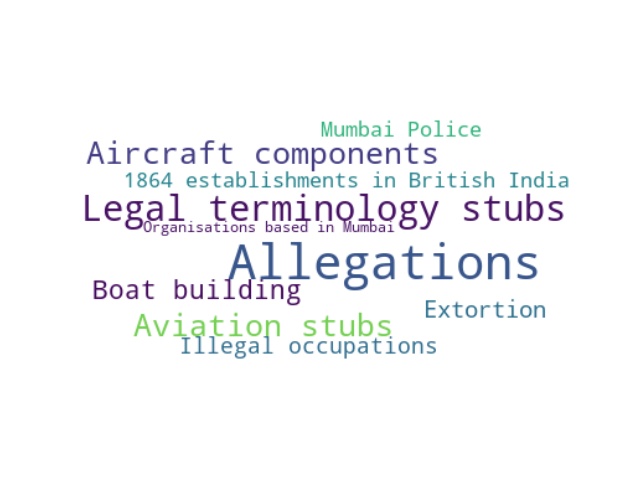 Mumbai Police
Aircraft components
1864 establishments in British India
Legal terminology stubs
Organisations based in Mumbai
Allegations
Boat building
Extortion
Aviation stubs
Illegal occupations